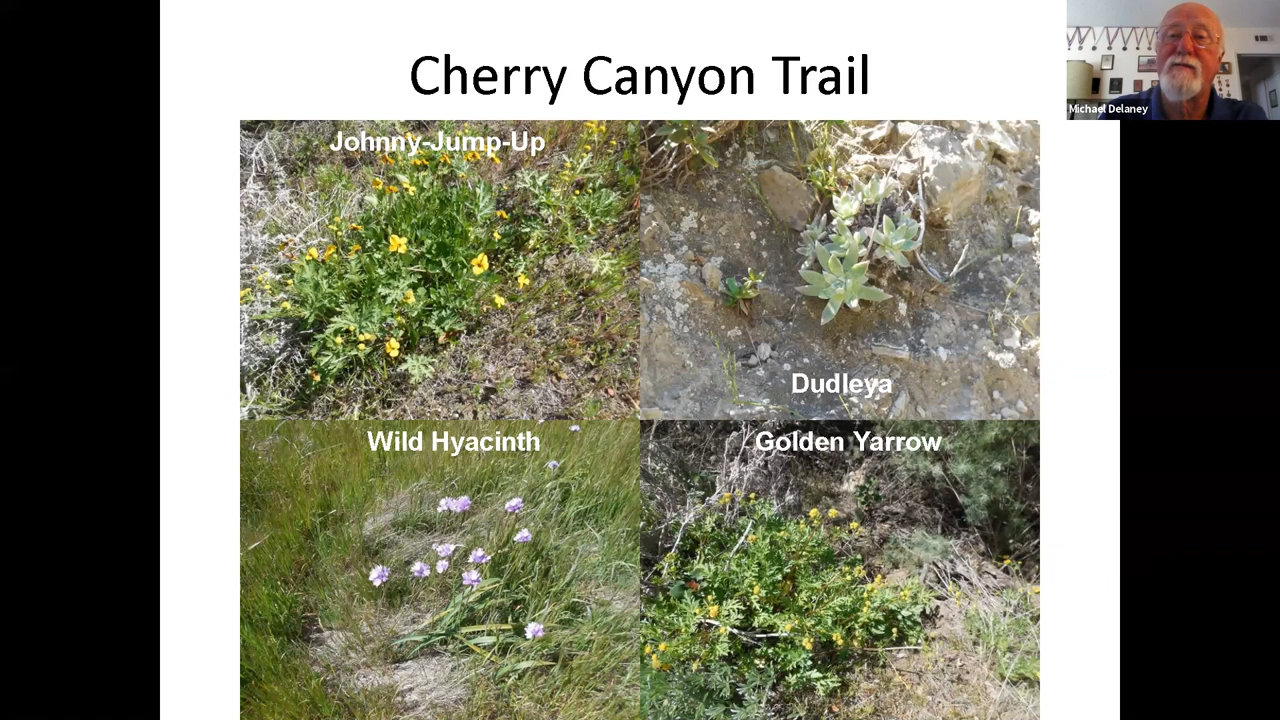 Cherry Canyon Trail
Michael Delaney
Johnny-Jump-Up
Dudleya
Wild Hyacinth
Golden Yarrow